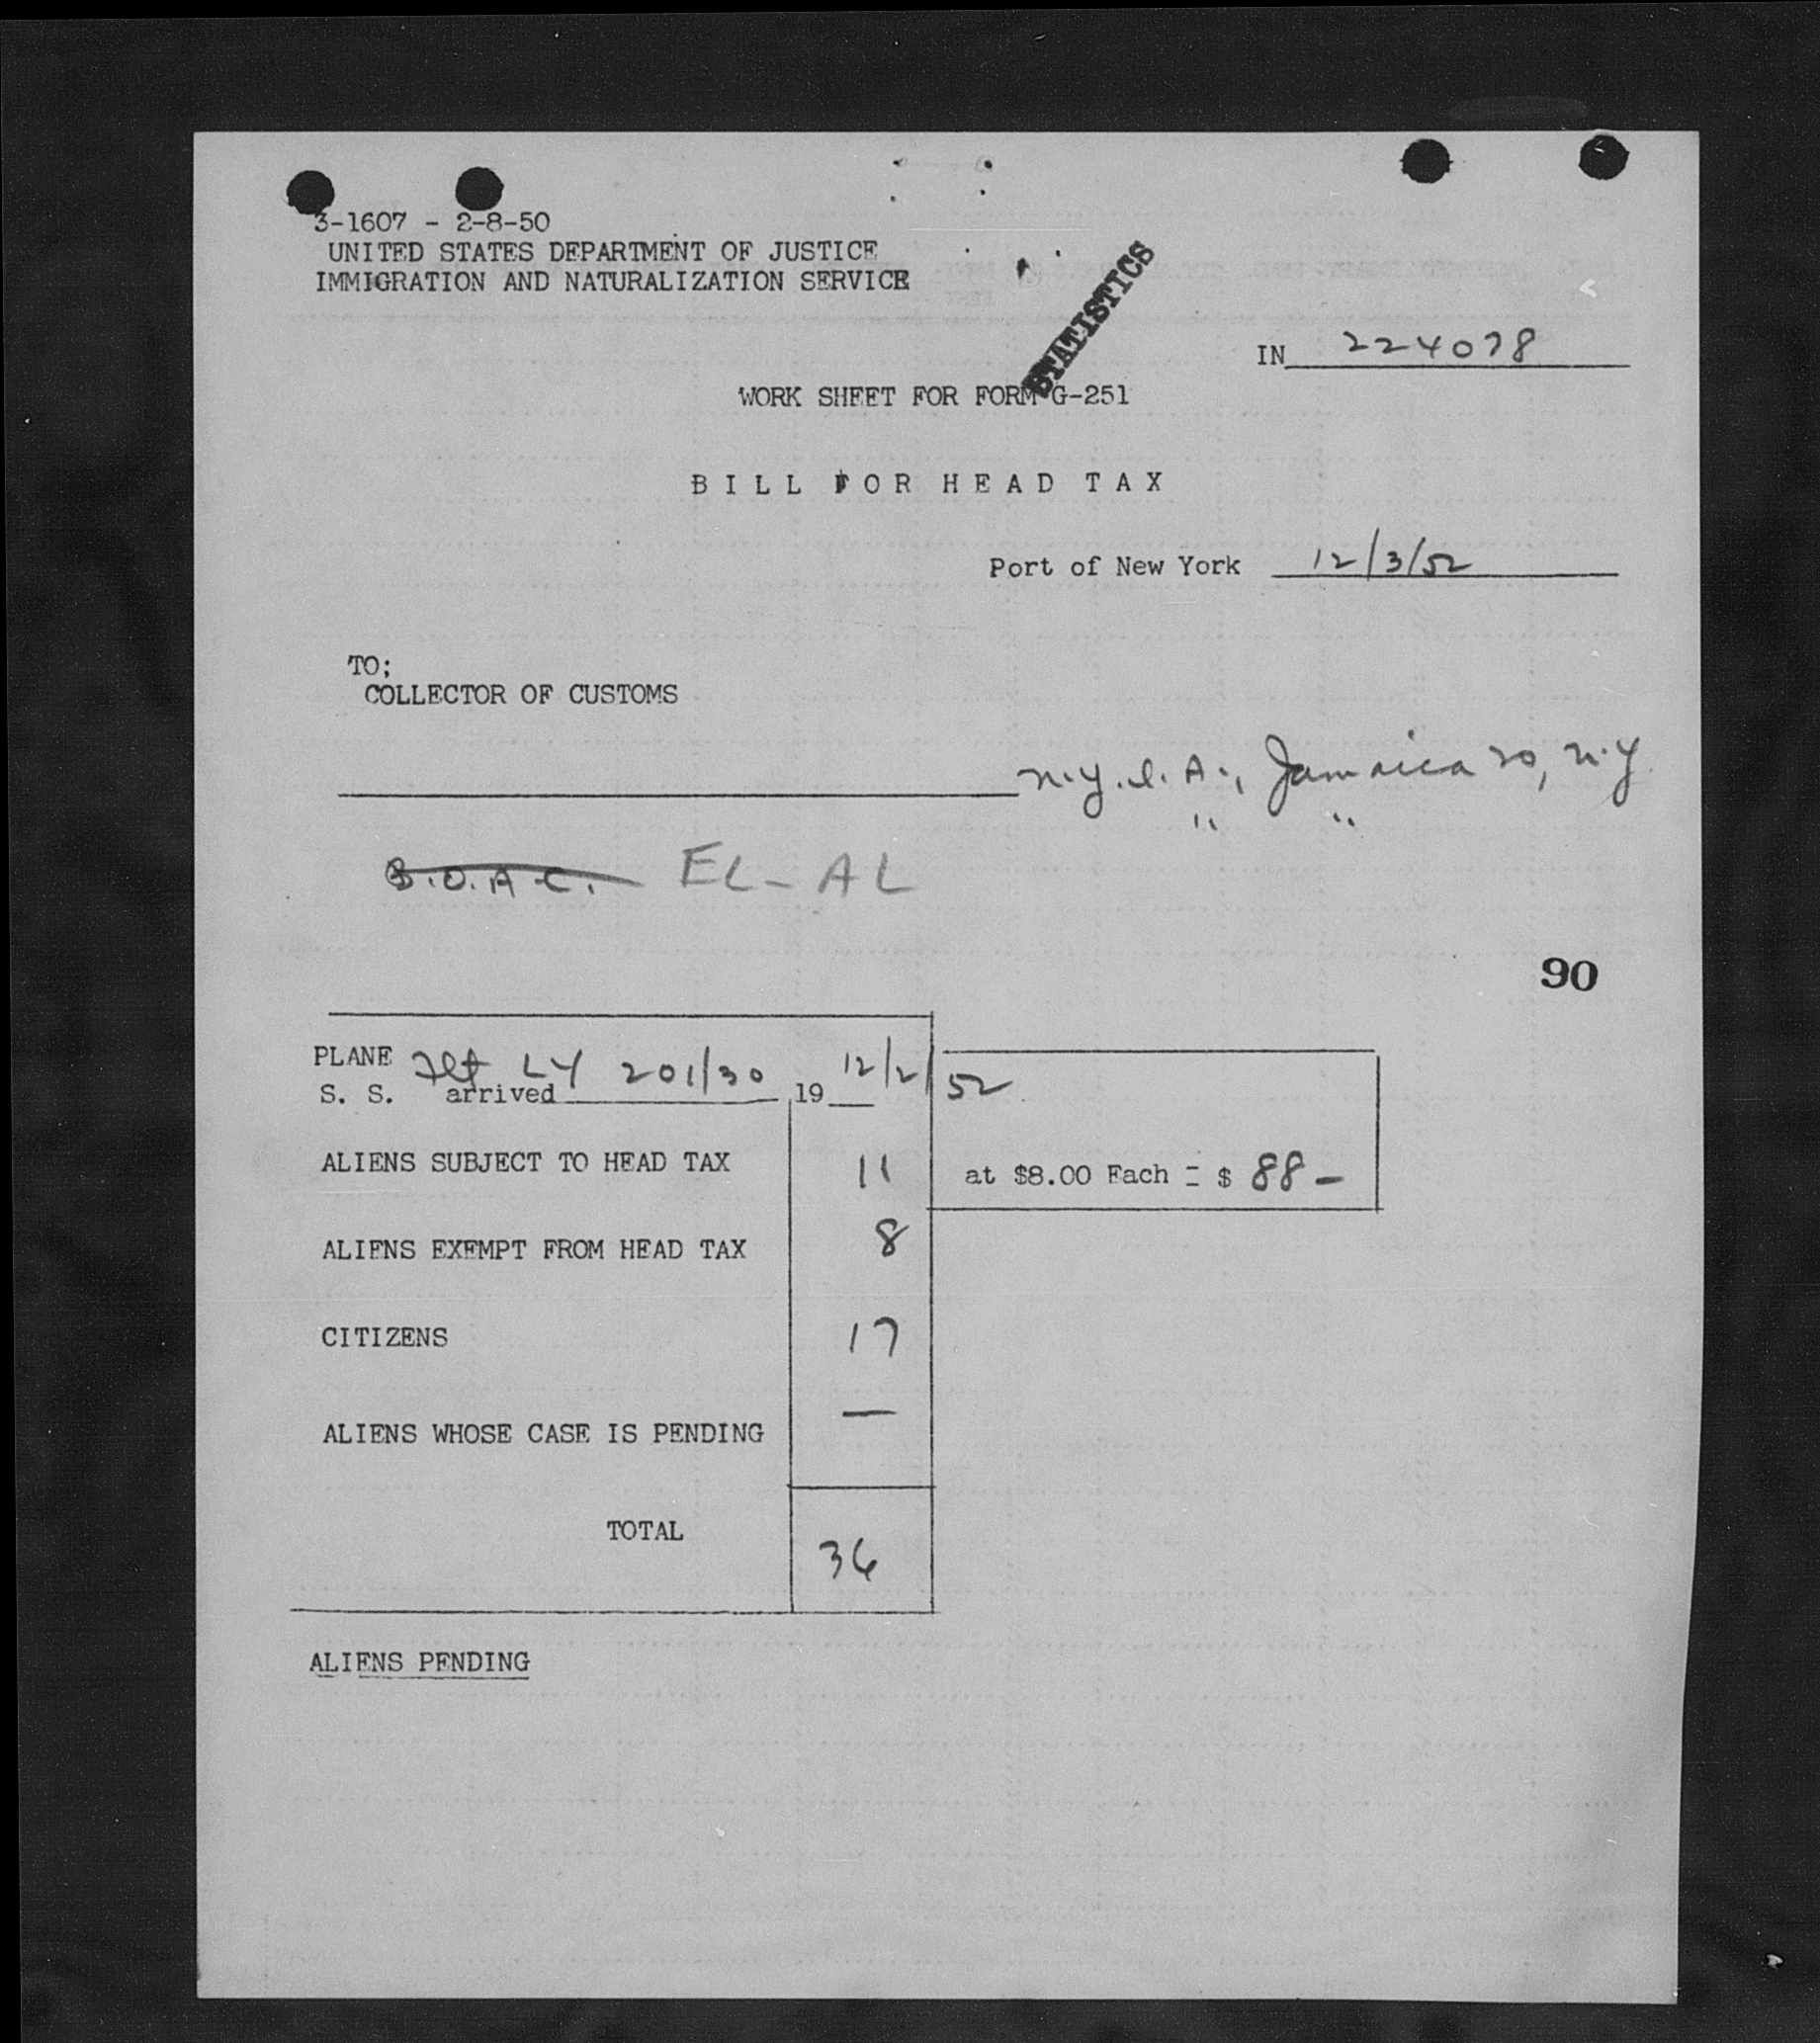 3-1607 - 2-8-50
UNITED STATES DEPARTMENT OF JUSTICE
IMMIGRATION AND NATURALIZATION SERVICE
STATISTICS
IN 224078
WORK SHEET FOR FORM G-251
BILL FOR HEAD TAX
Port of New York 12/3/52
TO;
COLLECTOR OF CUSTOMS
N.Y.I.A., Jamaica 20, N.Y.
" "
B.O.A.C. EL-AL
90
PLANE Flt LY 201/30 12/2/52
S. S. arrived 19
ALIENS SUBJECT TO HEAD TAX 11 at $8.00 Each = $ 88-
ALIENS EXEMPT FROM HEAD TAX 8
CITIZENS 17
ALIENS WHOSE CASE IS PENDING —
TOTAL 36
ALIENS PENDING